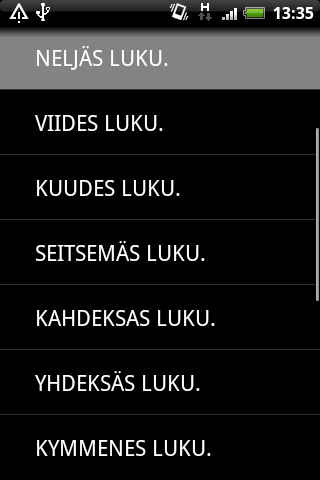 H
13:35
NELJÄS LUKU.
VIIDES LUKU.
KUUDES LUKU.
SEITSEMÄS LUKU.
KAHDEKSAS LUKU.
YHDEKSÄS LUKU.
KYMMENES LUKU.